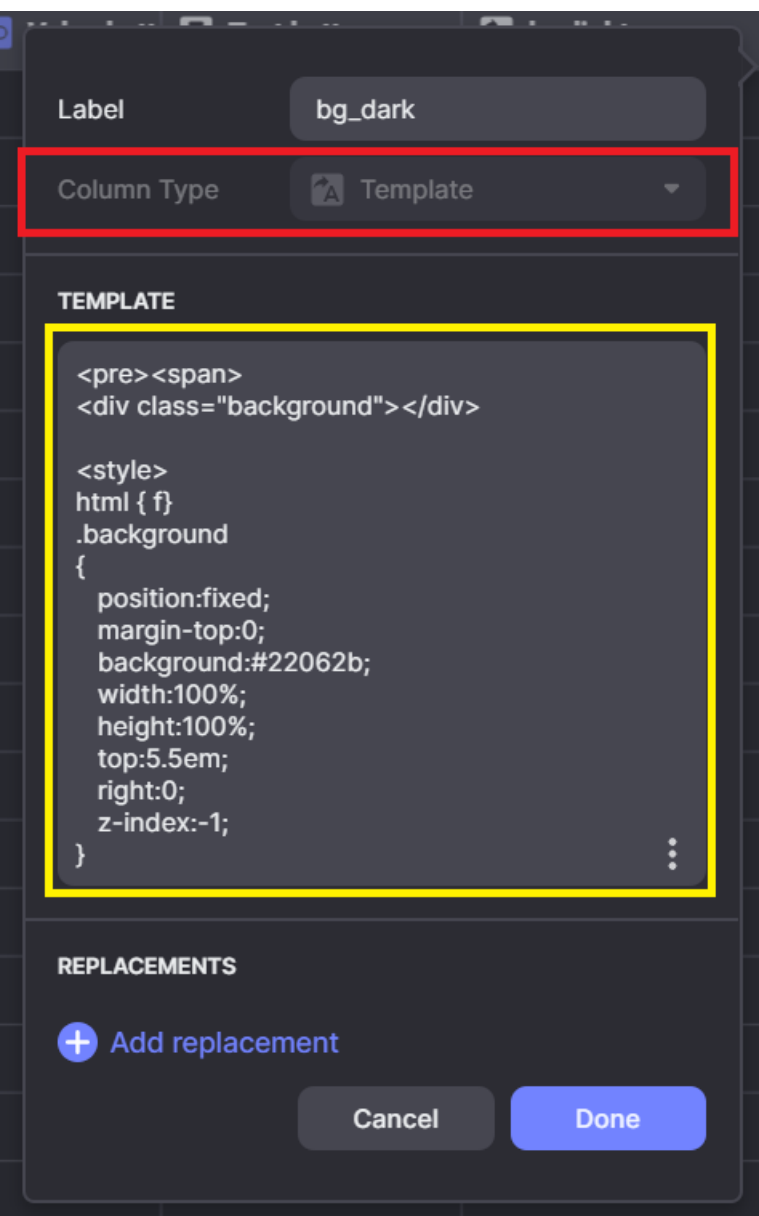 Label
bg_dark
Column Type
Template
TEMPLATE
<pre><span>
<div class="background"></div>

<style>
html { f}
.background
{
  position:fixed;
  margin-top:0;
  background:#22062b;
  width:100%;
  height:100%;
  top:5.5em;
  right:0;
  z-index:-1;
}
REPLACEMENTS
Add replacement
Cancel
Done